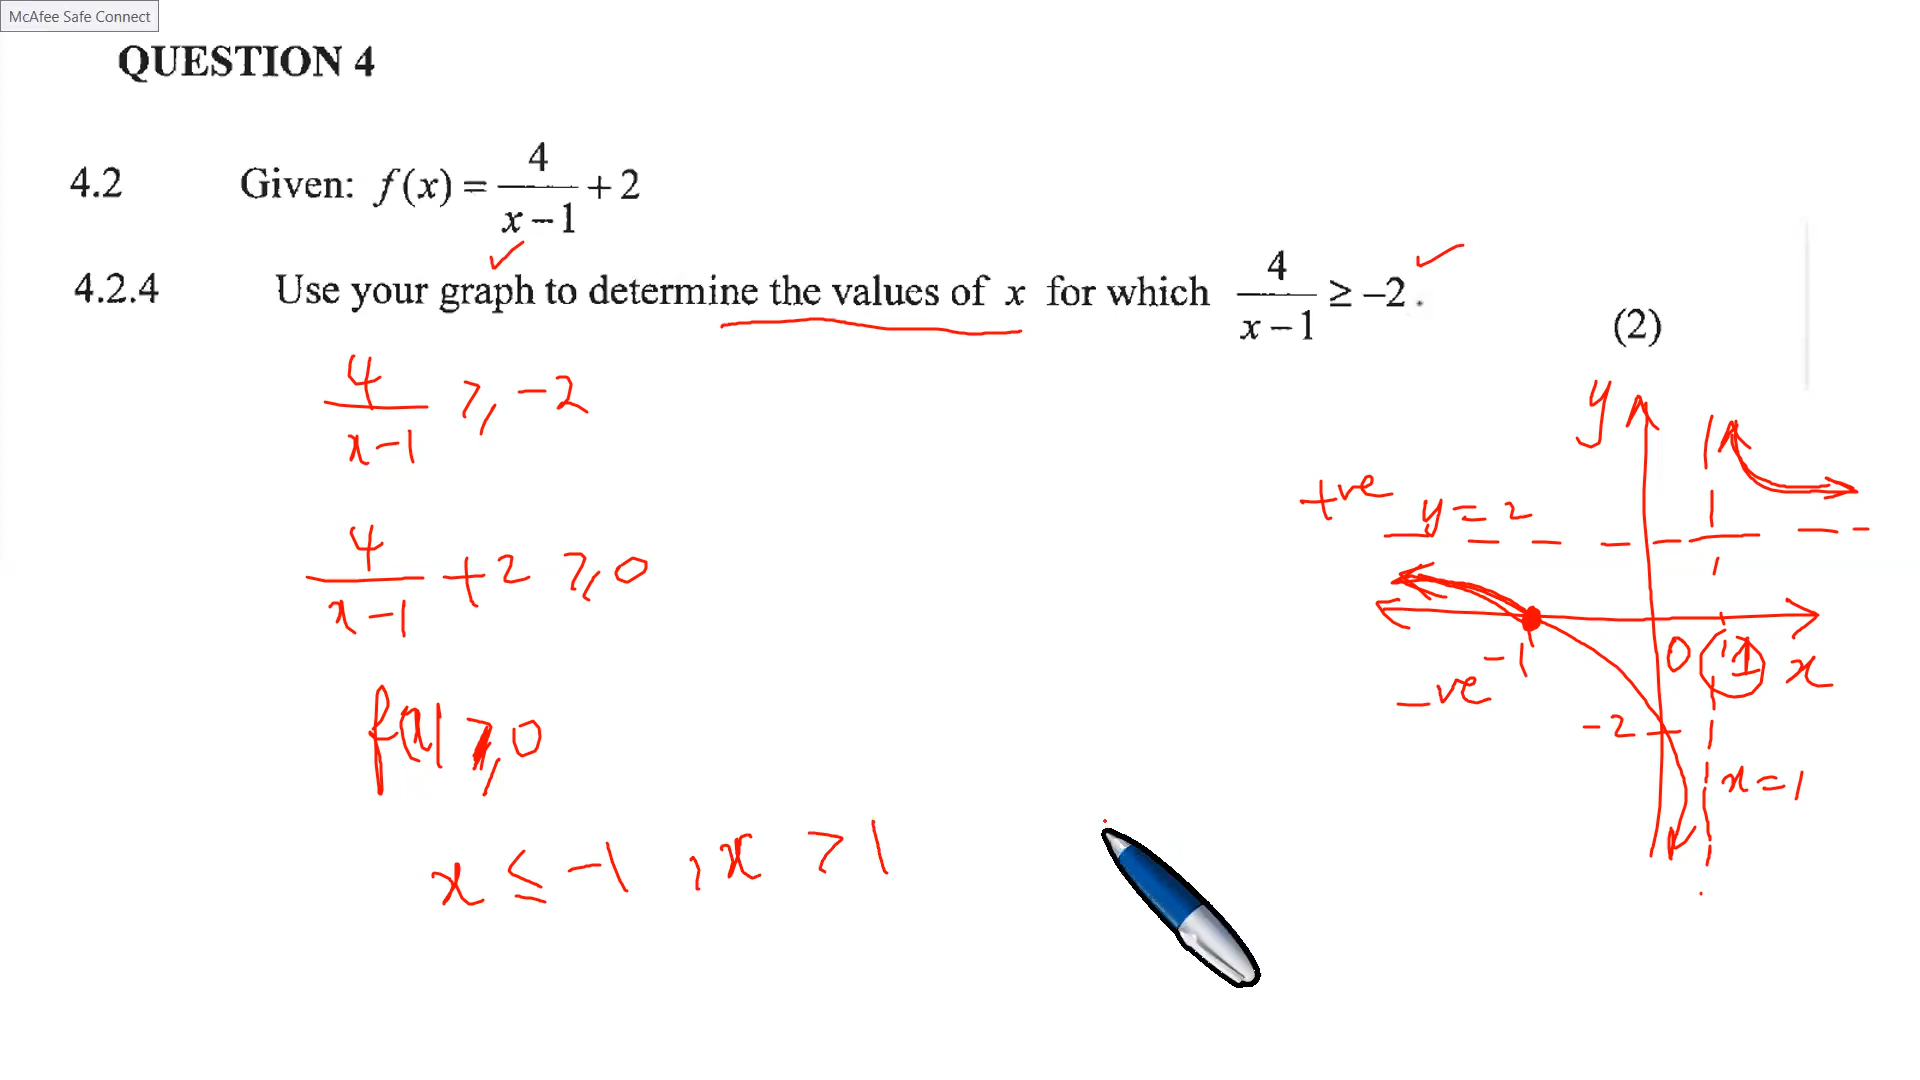 McAfee Safe Connect
QUESTION 4
4.2 Given: f(x) = 4/(x−1) + 2
4.2.4 Use your graph to determine the values of x for which 4/(x−1) ≥ −2. (2)
4/(x−1) ≥ −2
4/(x−1) + 2 ≥ 0
f(x) ≥ 0
x ≤ −1 , x > 1
y
+ve
y = 2
−1
0
1
x
−ve
−2
x = 1